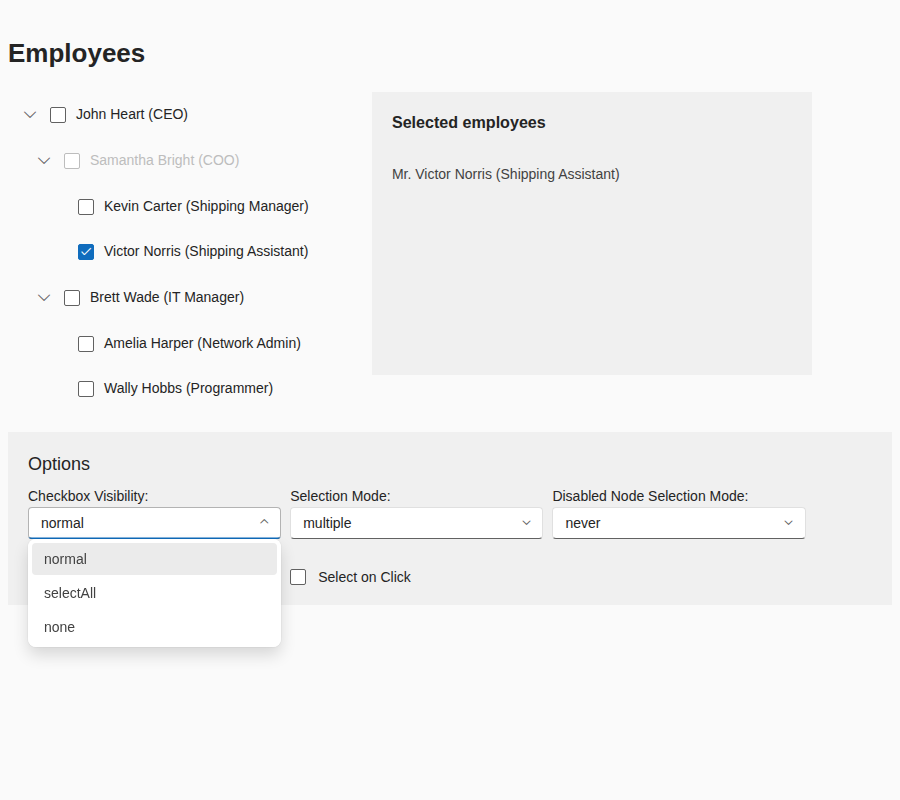 Employees
John Heart (CEO)
Samantha Bright (COO)
Kevin Carter (Shipping Manager)
Victor Norris (Shipping Assistant)
Brett Wade (IT Manager)
Amelia Harper (Network Admin)
Wally Hobbs (Programmer)
Selected employees
Mr. Victor Norris (Shipping Assistant)
Options
Checkbox Visibility:
normal
Selection Mode:
multiple
Disabled Node Selection Mode:
never
normal
selectAll
none
Select on Click